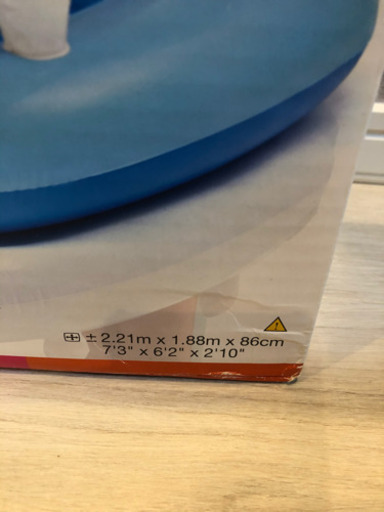 ± 2.21m x 1.88m x 86cm
7'3" x 6'2" x 2'10"